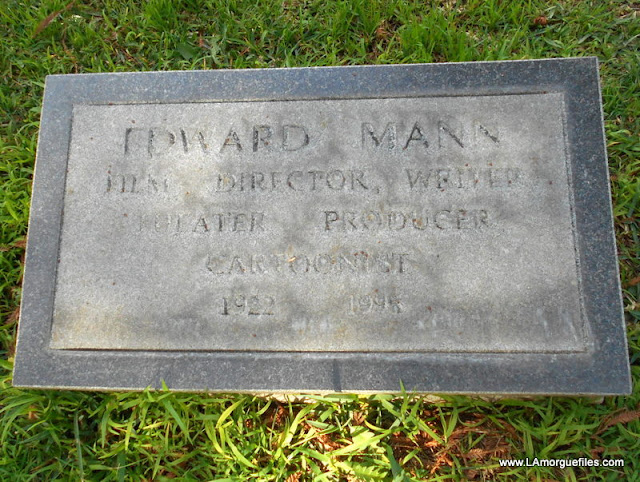 EDWARD MANN
FILM DIRECTOR, WRITER
THEATER PRODUCER
CARTOONIST
1922 1998
www.LAmorguefiles.com